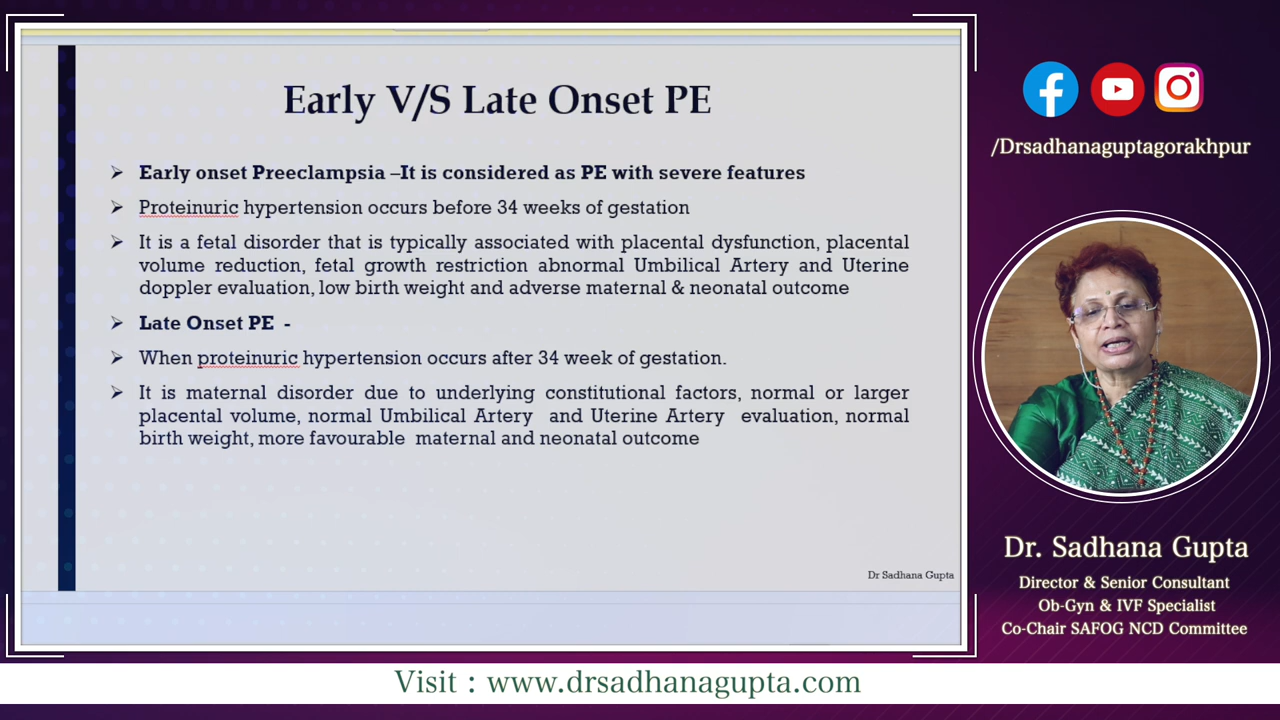 Early V/S Late Onset PE
➢ Early onset Preeclampsia –It is considered as PE with severe features
➢ Proteinuric hypertension occurs before 34 weeks of gestation
➢ It is a fetal disorder that is typically associated with placental dysfunction, placental
volume reduction, fetal growth restriction abnormal Umbilical Artery and Uterine
doppler evaluation, low birth weight and adverse maternal & neonatal outcome
➢ Late Onset PE -
➢ When proteinuric hypertension occurs after 34 week of gestation.
➢ It is maternal disorder due to underlying constitutional factors, normal or larger
placental volume, normal Umbilical Artery and Uterine Artery evaluation, normal
birth weight, more favourable maternal and neonatal outcome
Dr Sadhana Gupta
/Drsadhanaguptagorakhpur
Dr. Sadhana Gupta
Director & Senior Consultant
Ob-Gyn & IVF Specialist
Co-Chair SAFOG NCD Committee
Visit : www.drsadhanagupta.com